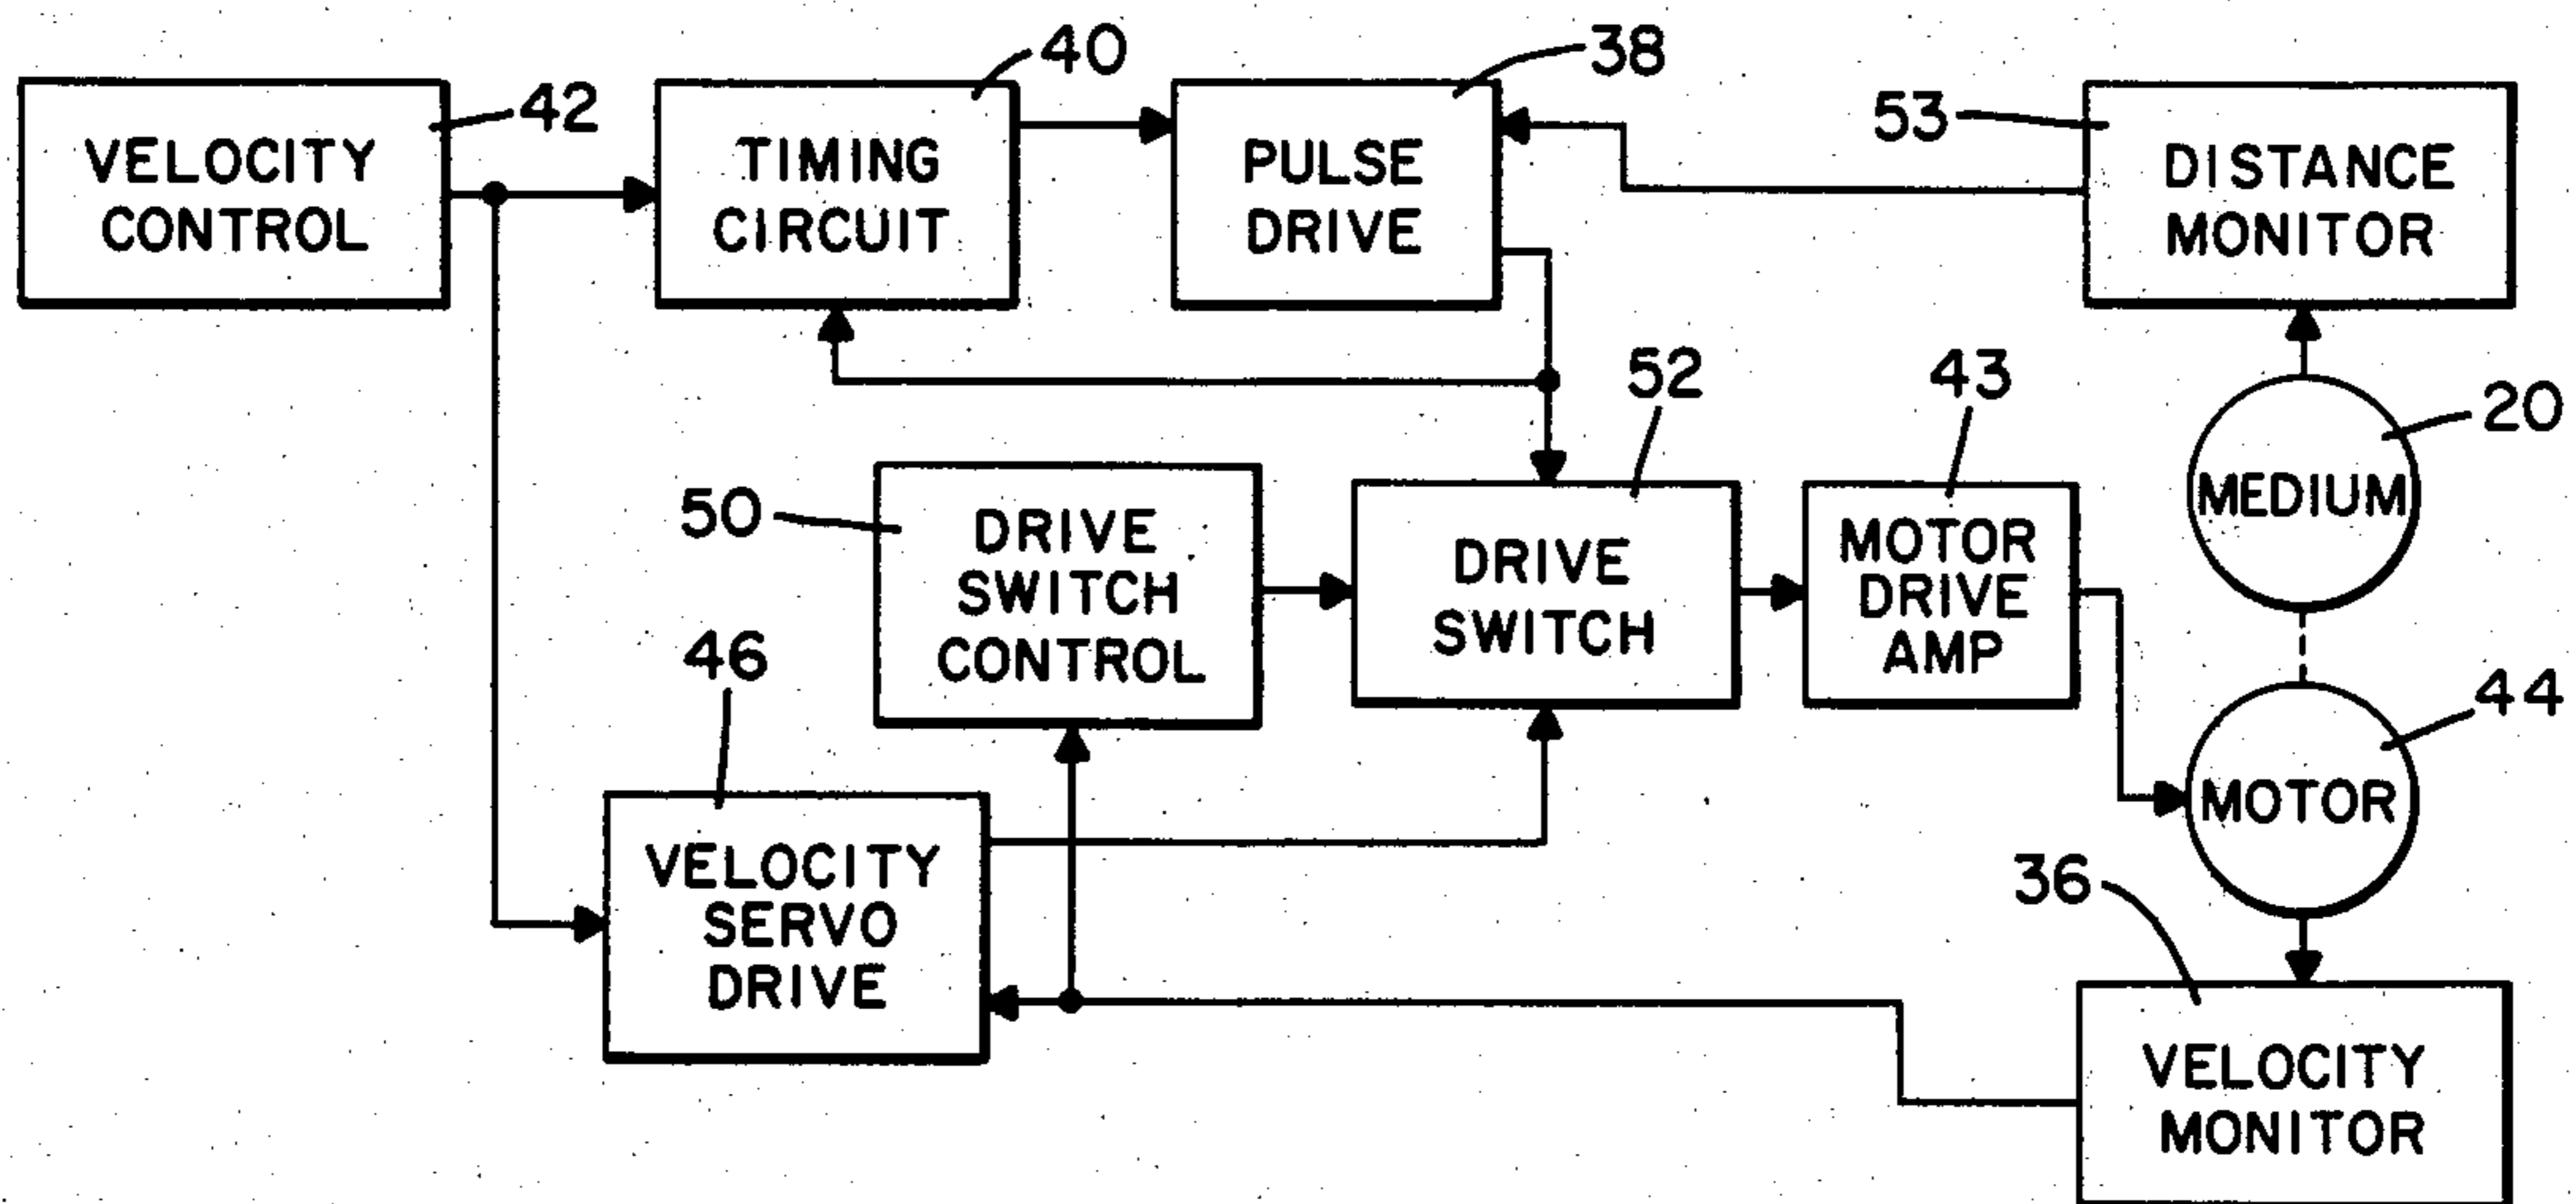 40
38
42
53
VELOCITY
CONTROL
TIMING
CIRCUIT
PULSE
DRIVE
DISTANCE
MONITOR
52
43
20
MEDIUM
50
DRIVE
SWITCH
CONTROL
DRIVE
SWITCH
MOTOR
DRIVE
AMP
46
44
MOTOR
VELOCITY
SERVO
DRIVE
36
VELOCITY
MONITOR